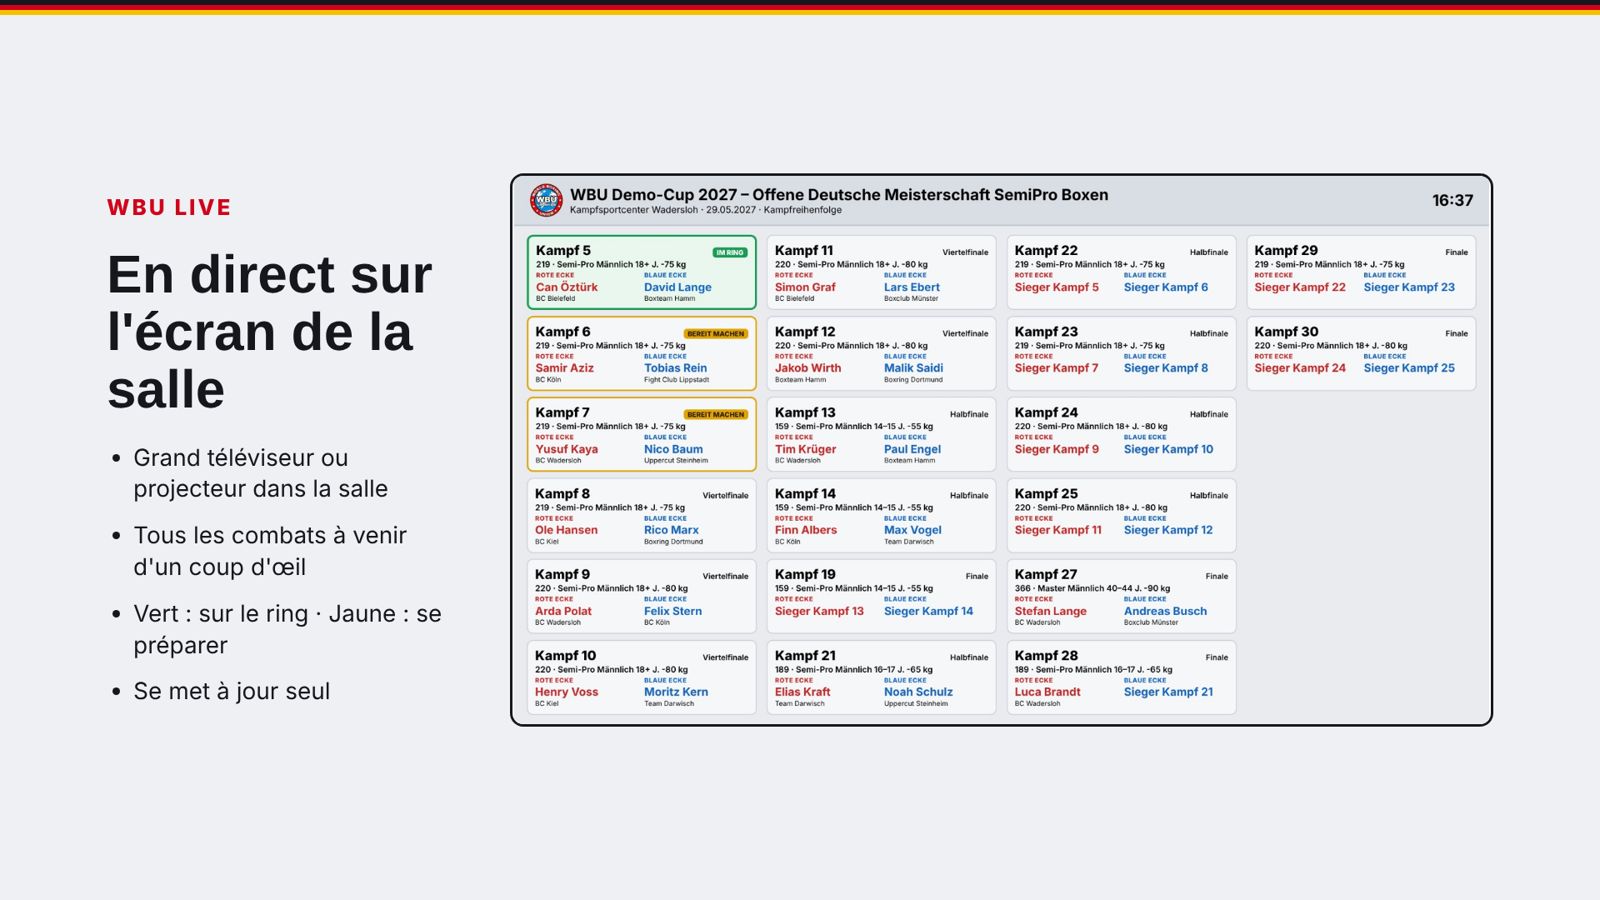 WBU LIVE
En direct sur
l'écran de la
salle
• Grand téléviseur ou
projecteur dans la salle
• Tous les combats à venir
d'un coup d'œil
• Vert : sur le ring · Jaune : se
préparer
• Se met à jour seul
WBU
WBU Demo-Cup 2027 – Offene Deutsche Meisterschaft SemiPro Boxen
Kampfsportcenter Wadersloh · 29.05.2027 · Kampfreihenfolge
16:37
Kampf 5 IM RING
219 · Semi-Pro Männlich 18+ J. -75 kg
ROTE ECKE BLAUE ECKE
Can Öztürk David Lange
BC Bielefeld Boxteam Hamm
Kampf 6 BEREIT MACHEN
219 · Semi-Pro Männlich 18+ J. -75 kg
ROTE ECKE BLAUE ECKE
Samir Aziz Tobias Rein
BC Köln Fight Club Lippstadt
Kampf 7 BEREIT MACHEN
219 · Semi-Pro Männlich 18+ J. -75 kg
ROTE ECKE BLAUE ECKE
Yusuf Kaya Nico Baum
BC Wadersloh Uppercut Steinheim
Kampf 8 Viertelfinale
219 · Semi-Pro Männlich 18+ J. -75 kg
ROTE ECKE BLAUE ECKE
Ole Hansen Rico Marx
BC Kiel Boxring Dortmund
Kampf 9 Viertelfinale
220 · Semi-Pro Männlich 18+ J. -80 kg
ROTE ECKE BLAUE ECKE
Arda Polat Felix Stern
BC Wadersloh BC Köln
Kampf 10 Viertelfinale
220 · Semi-Pro Männlich 18+ J. -80 kg
ROTE ECKE BLAUE ECKE
Henry Voss Moritz Kern
BC Kiel Team Darwisch
Kampf 11 Viertelfinale
220 · Semi-Pro Männlich 18+ J. -80 kg
ROTE ECKE BLAUE ECKE
Simon Graf Lars Ebert
BC Bielefeld Boxclub Münster
Kampf 12 Viertelfinale
220 · Semi-Pro Männlich 18+ J. -80 kg
ROTE ECKE BLAUE ECKE
Jakob Wirth Malik Saidi
Boxteam Hamm Boxring Dortmund
Kampf 13 Halbfinale
159 · Semi-Pro Männlich 14–15 J. -55 kg
ROTE ECKE BLAUE ECKE
Tim Krüger Paul Engel
BC Wadersloh Boxteam Hamm
Kampf 14 Halbfinale
159 · Semi-Pro Männlich 14–15 J. -55 kg
ROTE ECKE BLAUE ECKE
Finn Albers Max Vogel
BC Köln Team Darwisch
Kampf 19 Finale
159 · Semi-Pro Männlich 14–15 J. -55 kg
ROTE ECKE BLAUE ECKE
Sieger Kampf 13 Sieger Kampf 14
Kampf 21 Halbfinale
189 · Semi-Pro Männlich 16–17 J. -65 kg
ROTE ECKE BLAUE ECKE
Elias Kraft Noah Schulz
Team Darwisch Uppercut Steinheim
Kampf 22 Halbfinale
219 · Semi-Pro Männlich 18+ J. -75 kg
ROTE ECKE BLAUE ECKE
Sieger Kampf 5 Sieger Kampf 6
Kampf 23 Halbfinale
219 · Semi-Pro Männlich 18+ J. -75 kg
ROTE ECKE BLAUE ECKE
Sieger Kampf 7 Sieger Kampf 8
Kampf 24 Halbfinale
220 · Semi-Pro Männlich 18+ J. -80 kg
ROTE ECKE BLAUE ECKE
Sieger Kampf 9 Sieger Kampf 10
Kampf 25 Halbfinale
220 · Semi-Pro Männlich 18+ J. -80 kg
ROTE ECKE BLAUE ECKE
Sieger Kampf 11 Sieger Kampf 12
Kampf 27 Finale
366 · Master Männlich 40–44 J. -90 kg
ROTE ECKE BLAUE ECKE
Stefan Lange Andreas Busch
BC Wadersloh Boxclub Münster
Kampf 28 Finale
189 · Semi-Pro Männlich 16–17 J. -65 kg
ROTE ECKE BLAUE ECKE
Luca Brandt Sieger Kampf 21
BC Wadersloh
Kampf 29 Finale
219 · Semi-Pro Männlich 18+ J. -75 kg
ROTE ECKE BLAUE ECKE
Sieger Kampf 22 Sieger Kampf 23
Kampf 30 Finale
220 · Semi-Pro Männlich 18+ J. -80 kg
ROTE ECKE BLAUE ECKE
Sieger Kampf 24 Sieger Kampf 25